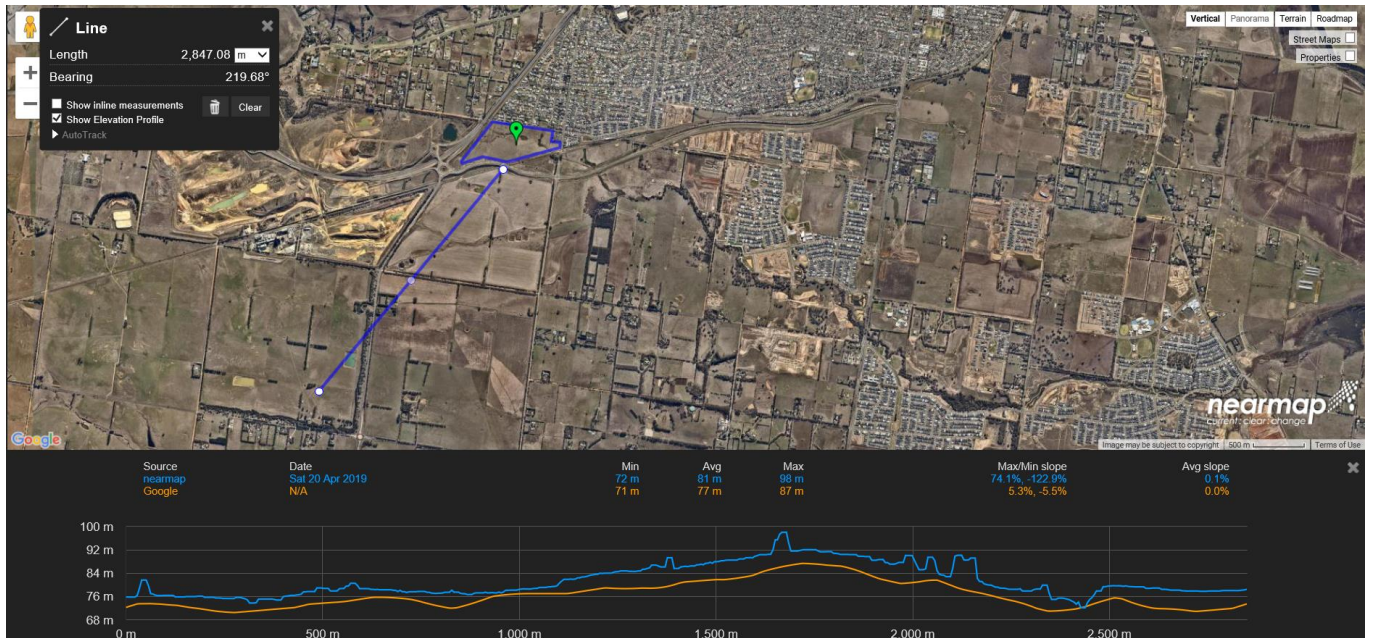 Line
Length 2,847.08 m
Bearing 219.68°
Show inline measurements
Clear
Show Elevation Profile
AutoTrack
Vertical Panorama Terrain Roadmap
Street Maps
Properties
nearmap
current:clear:change
Google
Image may be subject to copyright 500 m Terms of Use
Source Date Min Avg Max Max/Min slope Avg slope
nearmap Sat 20 Apr 2019 72 m 81 m 98 m 74.1%, -122.9% 0.1%
Google N/A 71 m 77 m 87 m 5.3%, -5.5% 0.0%
100 m
92 m
84 m
76 m
68 m
0 m 500 m 1,000 m 1,500 m 2,000 m 2,500 m